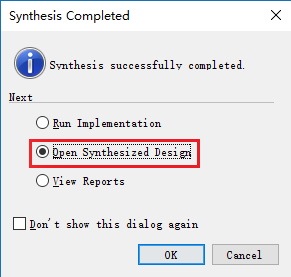 Synthesis Completed
Synthesis successfully completed.
Next
Run Implementation
Open Synthesized Design
View Reports
Don't show this dialog again
OK
Cancel